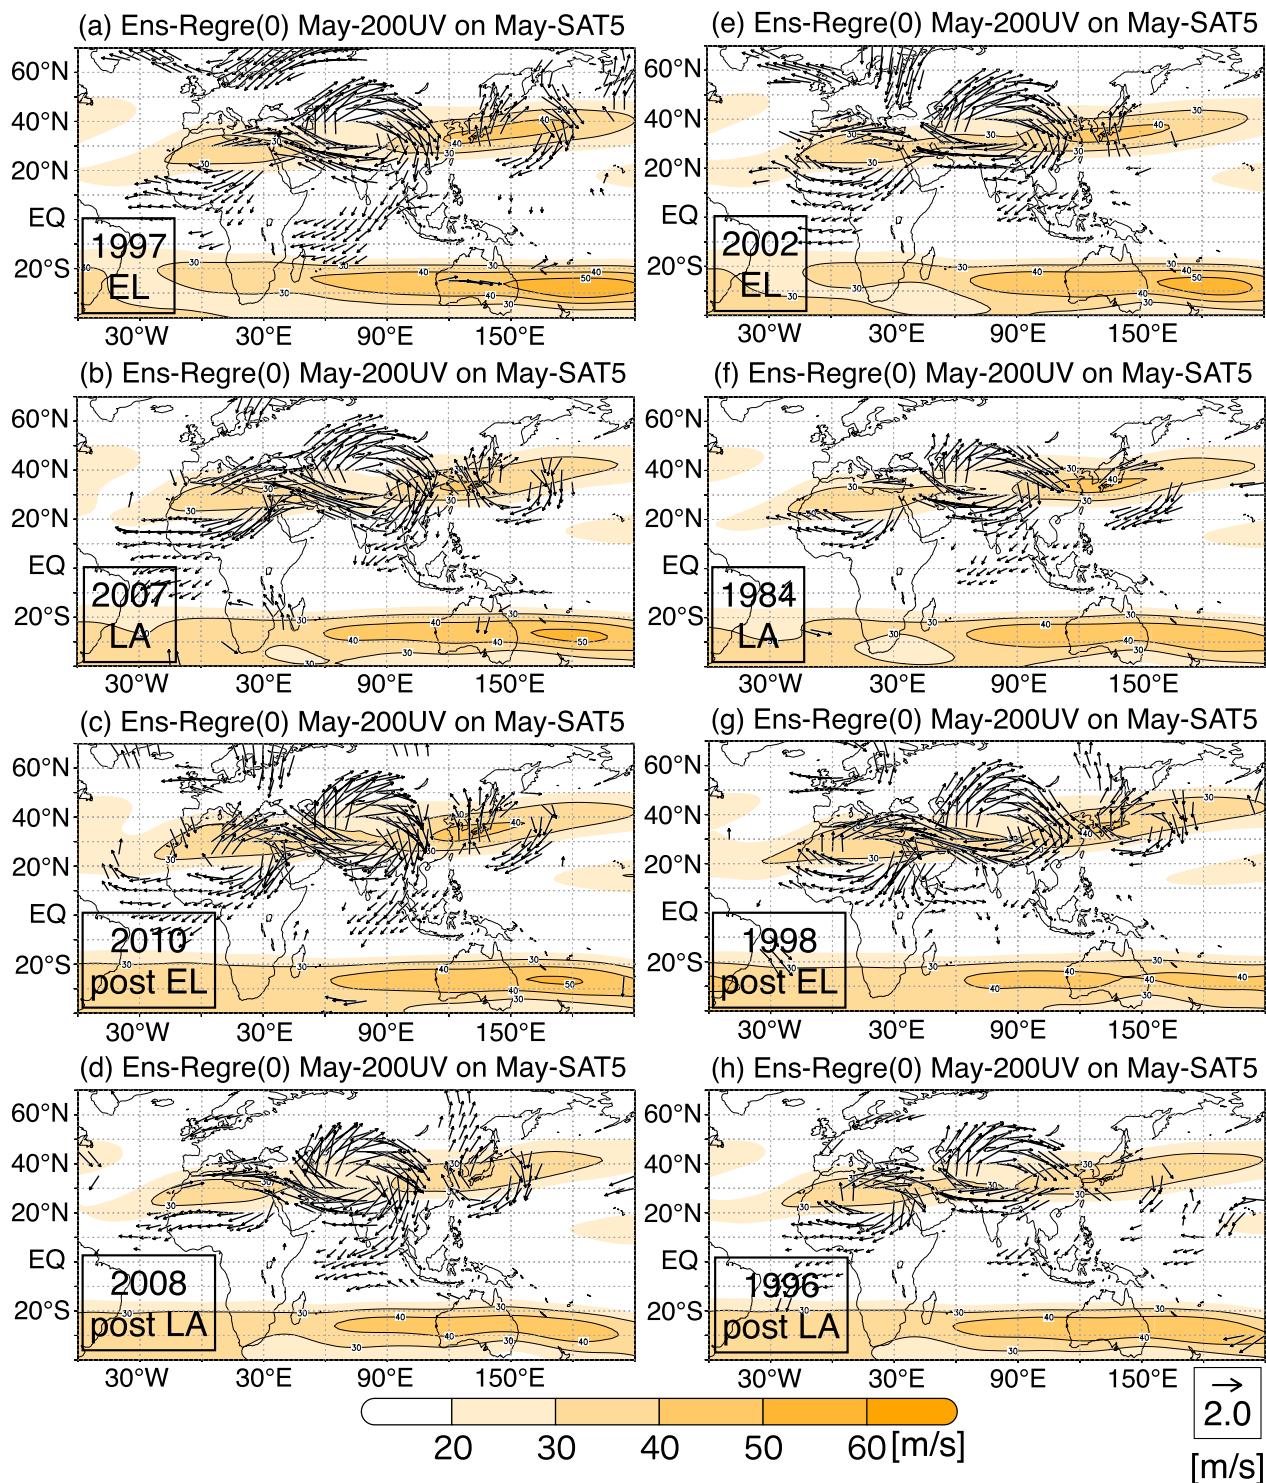 (a) Ens-Regre(0) May-200UV on May-SAT5
60°N
40°N
20°N
EQ
20°S
30°W 30°E 90°E 150°E
1997
EL
(e) Ens-Regre(0) May-200UV on May-SAT5
60°N
40°N
20°N
EQ
20°S
30°W 30°E 90°E 150°E
2002
EL
(b) Ens-Regre(0) May-200UV on May-SAT5
60°N
40°N
20°N
EQ
20°S
30°W 30°E 90°E 150°E
2007
LA
(f) Ens-Regre(0) May-200UV on May-SAT5
60°N
40°N
20°N
EQ
20°S
30°W 30°E 90°E 150°E
1984
LA
(c) Ens-Regre(0) May-200UV on May-SAT5
60°N
40°N
20°N
EQ
20°S
30°W 30°E 90°E 150°E
2010
post EL
(g) Ens-Regre(0) May-200UV on May-SAT5
60°N
40°N
20°N
EQ
20°S
30°W 30°E 90°E 150°E
1998
post EL
(d) Ens-Regre(0) May-200UV on May-SAT5
60°N
40°N
20°N
EQ
20°S
30°W 30°E 90°E 150°E
2008
post LA
(h) Ens-Regre(0) May-200UV on May-SAT5
60°N
40°N
20°N
EQ
20°S
30°W 30°E 90°E 150°E
1996
post LA
20 30 40 50 60 [m/s]
2.0
[m/s]